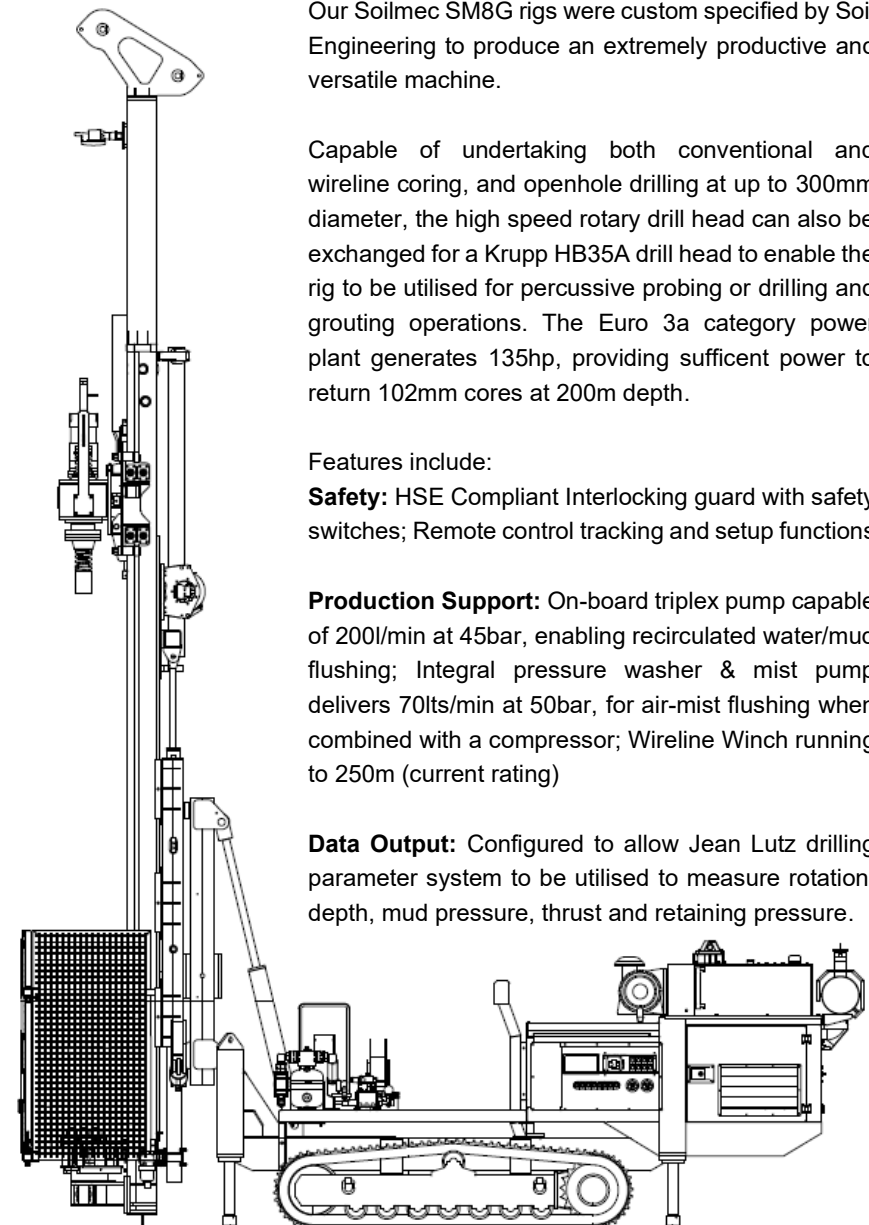 Our Soilmec SM8G rigs were custom specified by Soi
Engineering to produce an extremely productive and
versatile machine.
Capable of undertaking both conventional and
wireline coring, and openhole drilling at up to 300mm
diameter, the high speed rotary drill head can also be
exchanged for a Krupp HB35A drill head to enable the
rig to be utilised for percussive probing or drilling and
grouting operations. The Euro 3a category power
plant generates 135hp, providing sufficent power to
return 102mm cores at 200m depth.
Features include:
Safety: HSE Compliant Interlocking guard with safety
switches; Remote control tracking and setup functions
Production Support: On-board triplex pump capable
of 200l/min at 45bar, enabling recirculated water/mud
flushing; Integral pressure washer & mist pump
delivers 70lts/min at 50bar, for air-mist flushing when
combined with a compressor; Wireline Winch running
to 250m (current rating)
Data Output: Configured to allow Jean Lutz drilling
parameter system to be utilised to measure rotation
depth, mud pressure, thrust and retaining pressure.